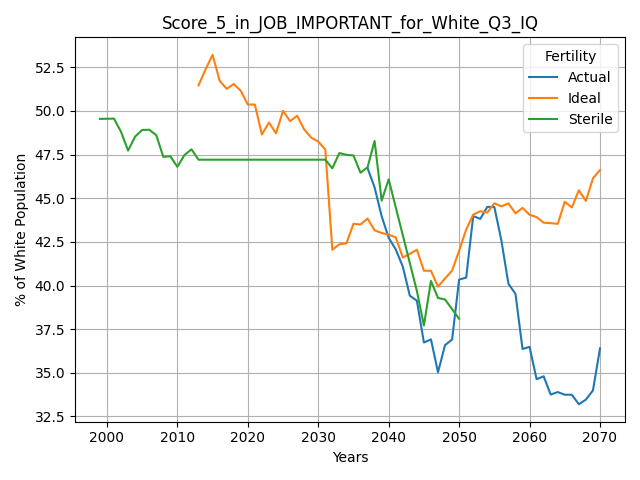 Score_5_in_JOB_IMPORTANT_for_White_Q3_IQ
Fertility
Actual
Ideal
Sterile
% of White Population
52.5
50.0
47.5
45.0
42.5
40.0
37.5
35.0
32.5
2000 2010 2020 2030 2040 2050 2060 2070
Years